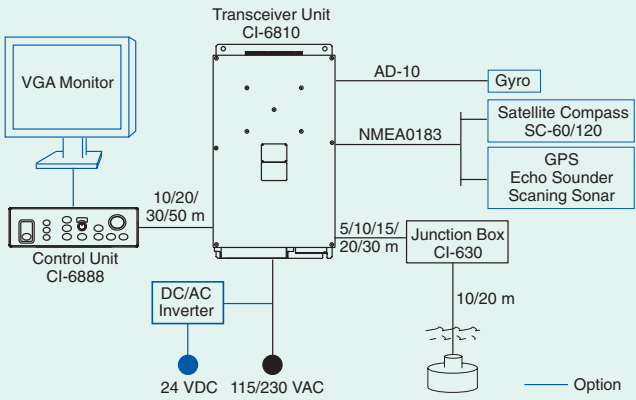 Transceiver Unit
CI-6810
VGA Monitor
AD-10
Gyro
NMEA0183
Satellite Compass
SC-60/120
GPS
Echo Sounder
Scaning Sonar
10/20/
30/50 m
Control Unit
CI-6888
5/10/15/
20/30 m
Junction Box
CI-630
DC/AC
Inverter
10/20 m
24 VDC
115/230 VAC
Option